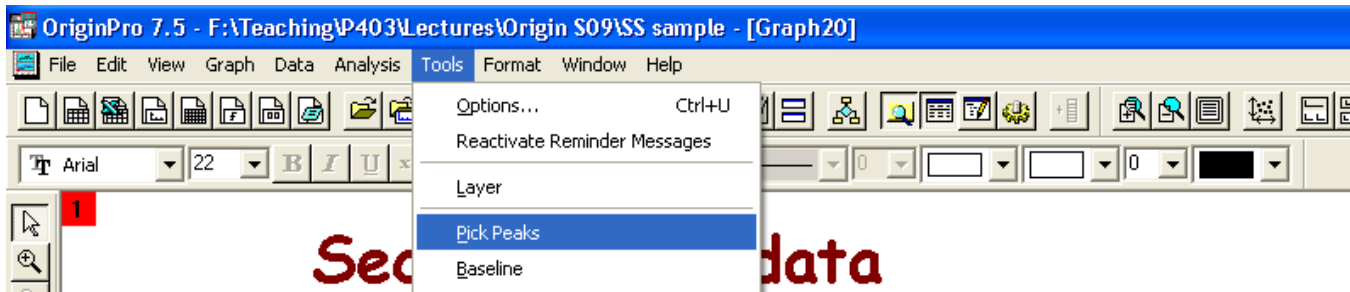 OriginPro 7.5 - F:\Teaching\P403\Lectures\Origin S09\SS sample - [Graph20]
File Edit View Graph Data Analysis Tools Format Window Help
Options... Ctrl+U
Reactivate Reminder Messages
Arial 22 B I U x 0 0
Layer
1
Pick Peaks
Sec data
Baseline